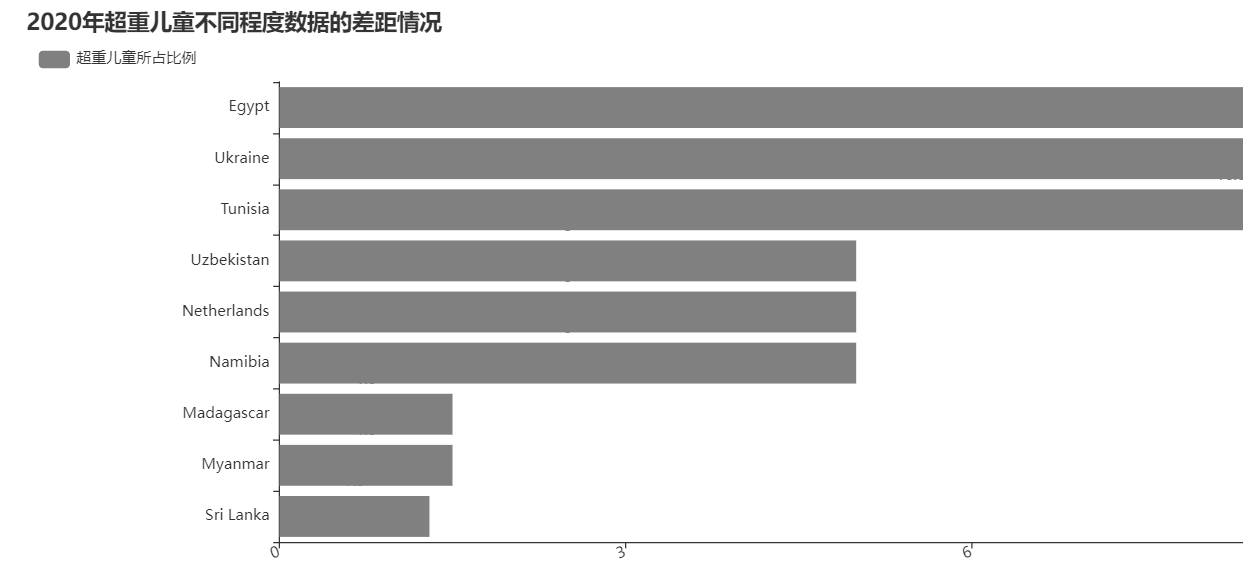 2020年超重儿童不同程度数据的差距情况
超重儿童所占比例
Egypt
Ukraine
Tunisia
Uzbekistan
Netherlands
Namibia
Madagascar
Myanmar
Sri Lanka
0 3 6